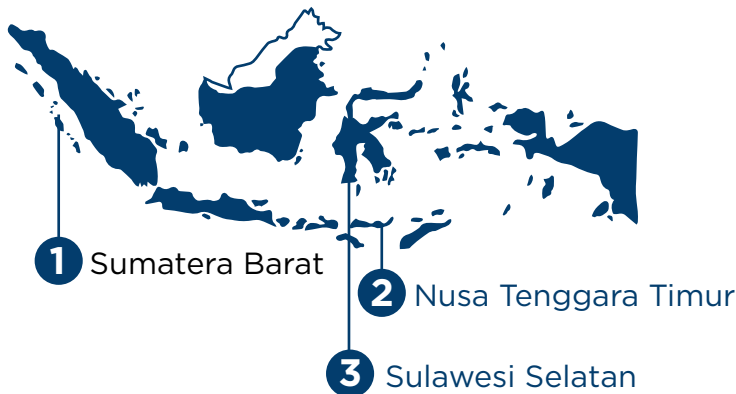 1 Sumatera Barat
2 Nusa Tenggara Timur
3 Sulawesi Selatan